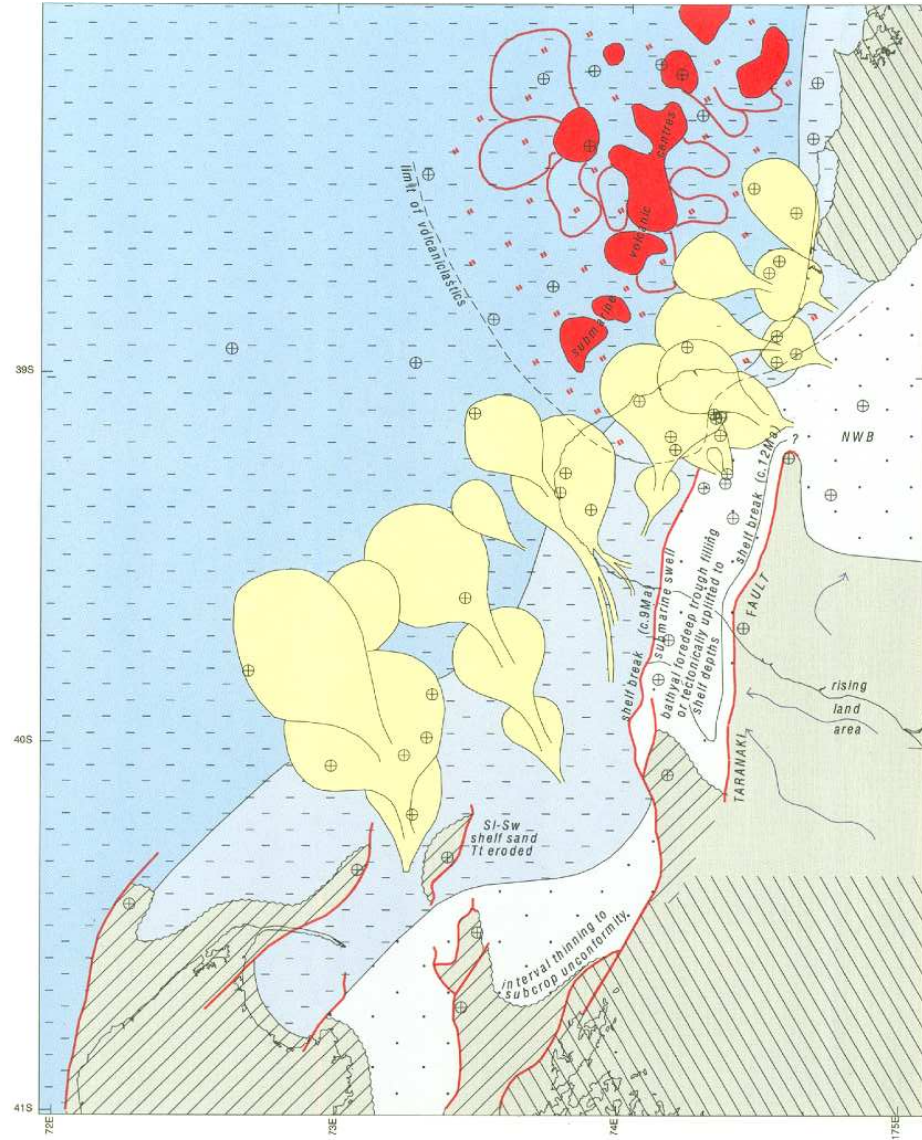 centres
volcanic
submarine
limit of volcaniclastics
39S
NWB
shelf break (c.12Ma)
?
shelf break (c.9Ma)
submarine swell
bathyal foredeep trough filling
or tectonically uplifted to
shelf depths
TARANAKI FAULT
rising
land
area
40S
Sl-Sw
shelf sand
Tt eroded
interval thinning to
subcrop unconformity
41S
72E
73E
74E
175E